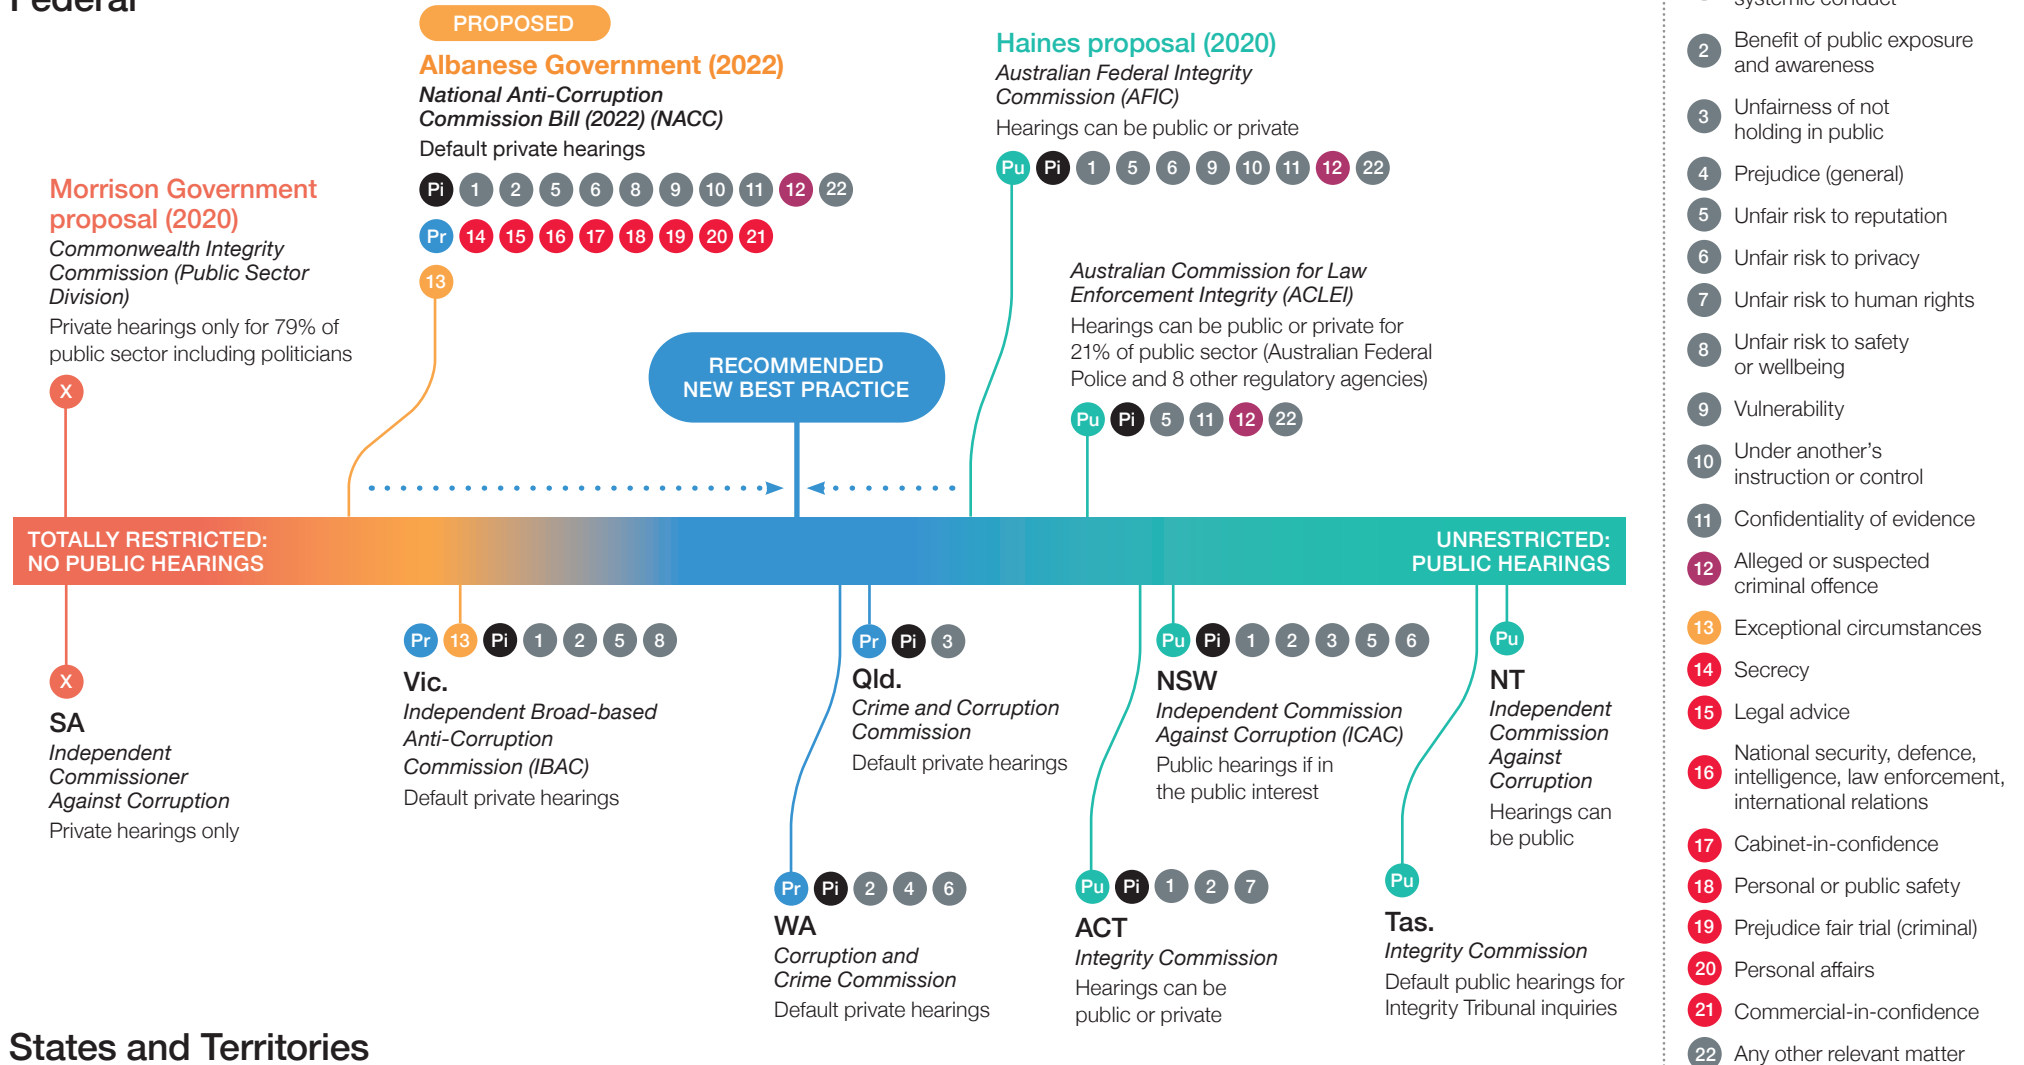 Federal
PROPOSED
Albanese Government (2022)
National Anti-Corruption
Commission Bill (2022) (NACC)
Default private hearings
Pi 1 2 5 6 8 9 10 11 12 22
Pr 14 15 16 17 18 19 20 21
13
Haines proposal (2020)
Australian Federal Integrity
Commission (AFIC)
Hearings can be public or private
Pu Pi 1 5 6 9 10 11 12 22
Morrison Government
proposal (2020)
Commonwealth Integrity
Commission (Public Sector
Division)
Private hearings only for 79% of
public sector including politicians
X
Australian Commission for Law
Enforcement Integrity (ACLEI)
Hearings can be public or private for
21% of public sector (Australian Federal
Police and 8 other regulatory agencies)
Pu Pi 5 11 12 22
RECOMMENDED
NEW BEST PRACTICE
TOTALLY RESTRICTED:
NO PUBLIC HEARINGS
UNRESTRICTED:
PUBLIC HEARINGS
X
SA
Independent
Commissioner
Against Corruption
Private hearings only
Pr 13 Pi 1 2 5 8
Vic.
Independent Broad-based
Anti-Corruption
Commission (IBAC)
Default private hearings
Pr Pi 3
Qld.
Crime and Corruption
Commission
Default private hearings
Pu Pi 1 2 3 5 6
NSW
Independent Commission
Against Corruption (ICAC)
Public hearings if in
the public interest
Pu
NT
Independent
Commission
Against
Corruption
Hearings can
be public
Pr Pi 2 4 6
WA
Corruption and
Crime Commission
Default private hearings
Pu Pi 1 2 7
ACT
Integrity Commission
Hearings can be
public or private
Pu
Tas.
Integrity Commission
Default public hearings for
Integrity Tribunal inquiries
States and Territories
systemic conduct
2 Benefit of public exposure
and awareness
3 Unfairness of not
holding in public
4 Prejudice (general)
5 Unfair risk to reputation
6 Unfair risk to privacy
7 Unfair risk to human rights
8 Unfair risk to safety
or wellbeing
9 Vulnerability
10 Under another's
instruction or control
11 Confidentiality of evidence
12 Alleged or suspected
criminal offence
13 Exceptional circumstances
14 Secrecy
15 Legal advice
16 National security, defence,
intelligence, law enforcement,
international relations
17 Cabinet-in-confidence
18 Personal or public safety
19 Prejudice fair trial (criminal)
20 Personal affairs
21 Commercial-in-confidence
22 Any other relevant matter